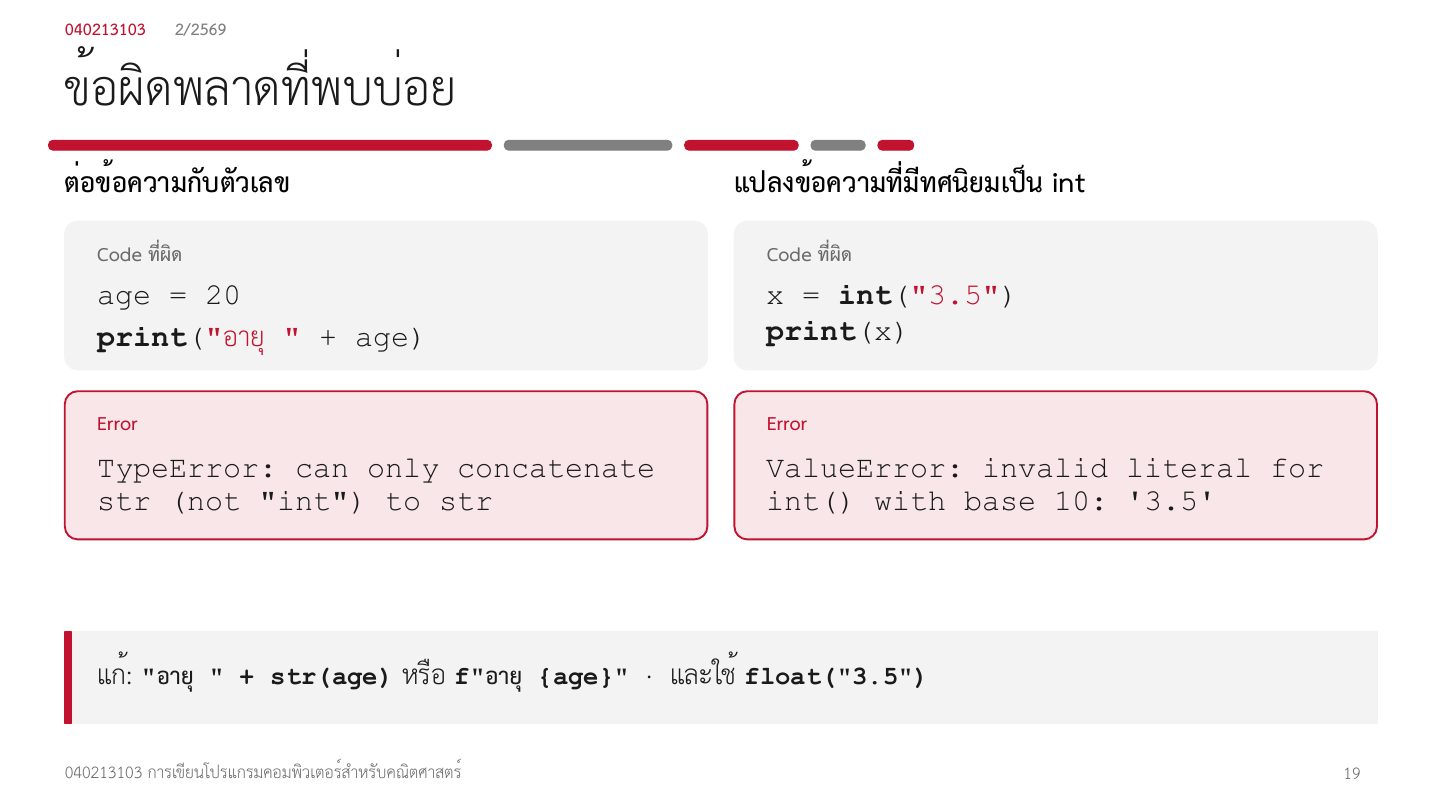 040213103 2/2569
ข้อผิดพลาดที่พบบ่อย
ต่อข้อความกับตัวเลข
Code ที่ผิด
age = 20
print("อายุ " + age)
Error
TypeError: can only concatenate
str (not "int") to str
แปลงข้อความที่มีทศนิยมเป็น int
Code ที่ผิด
x = int("3.5")
print(x)
Error
ValueError: invalid literal for
int() with base 10: '3.5'
แก้: "อายุ " + str(age) หรือ f"อายุ {age}" · และใช้ float("3.5")
040213103 การเขียนโปรแกรมคอมพิวเตอร์สำหรับคณิตศาสตร์ 19